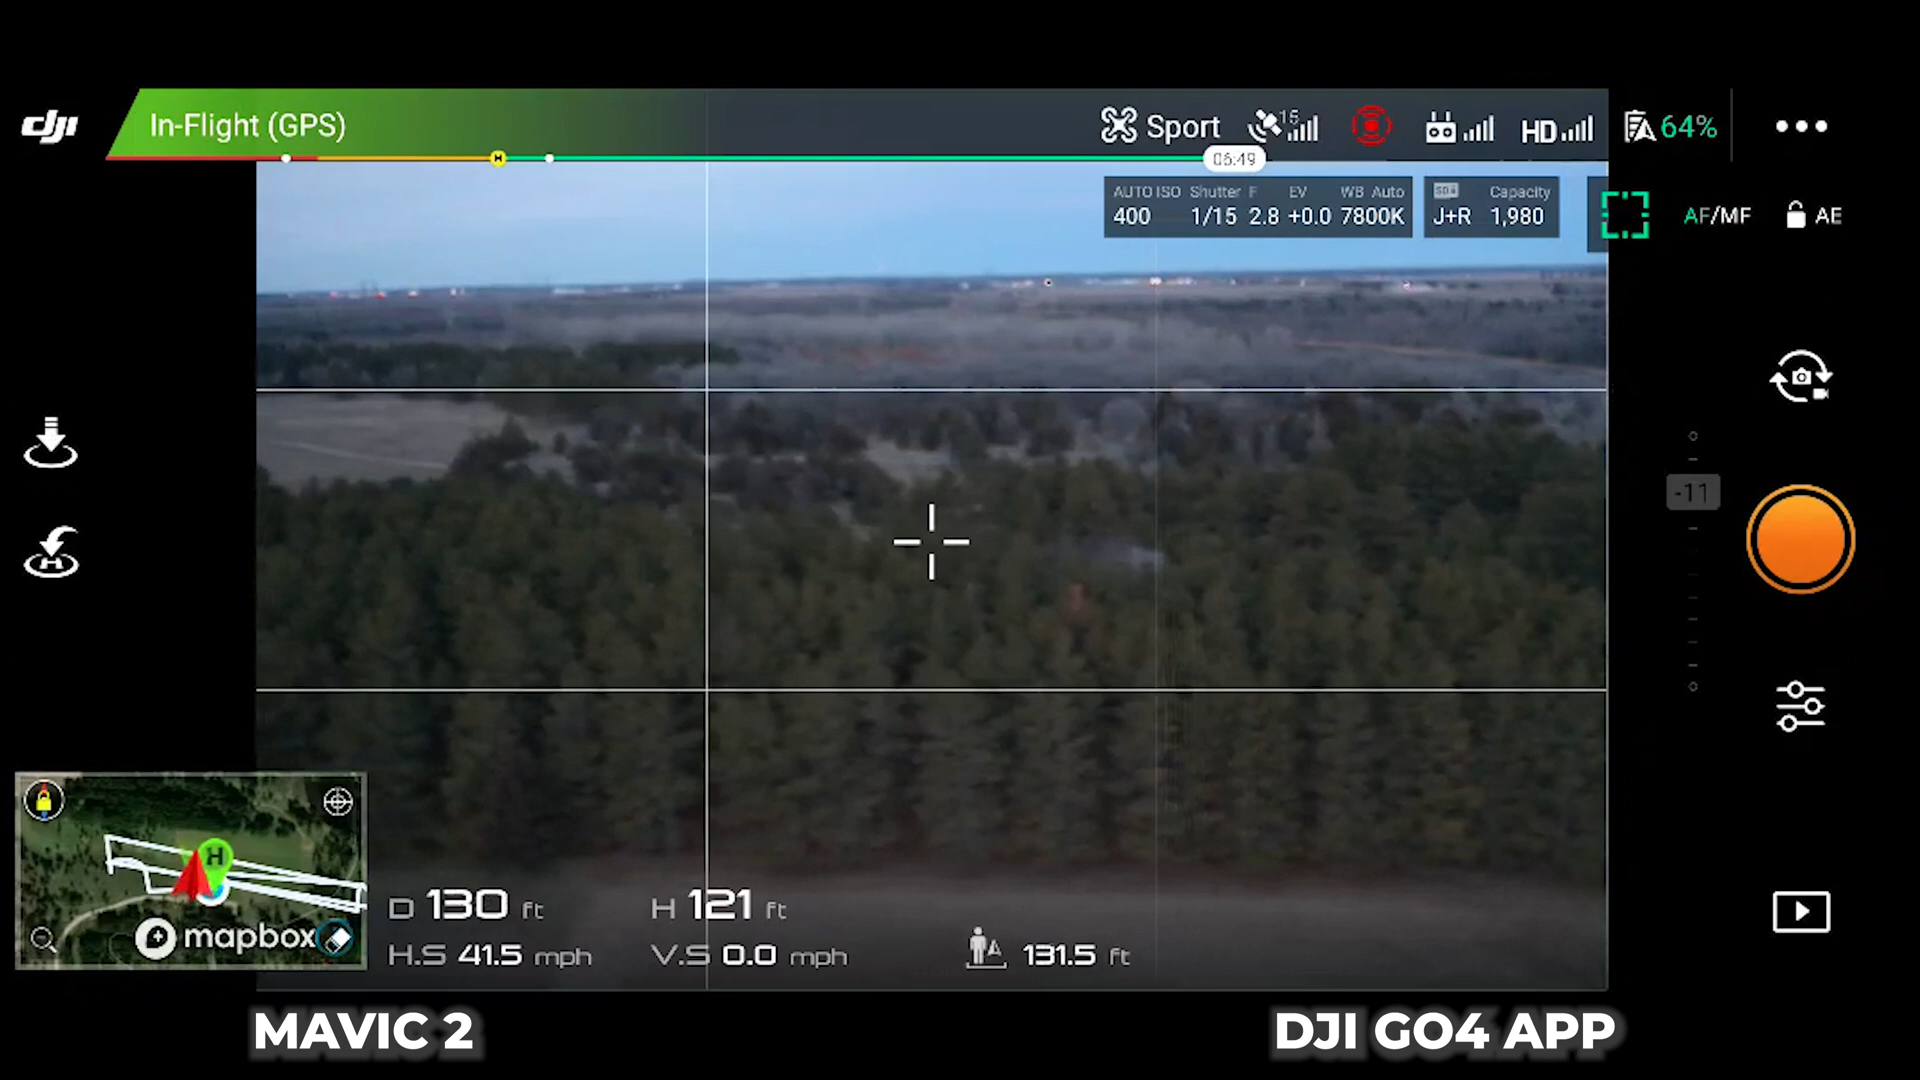 dji
In-Flight (GPS)
Sport
15
HD
64%
06:49
AUTO ISO Shutter F EV WB Auto
400 1/15 2.8 +0.0 7800K
SD
Capacity
J+R 1,980
AF/MF
AE
-11
H
H
mapbox
D 130 ft
H 121 ft
H.S 41.5 mph
V.S 0.0 mph
131.5 ft
MAVIC 2
DJI GO4 APP